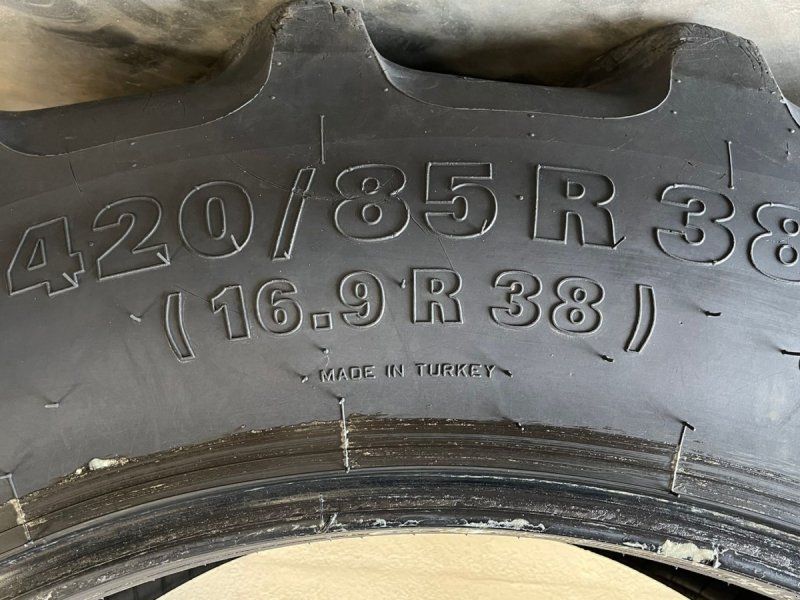 420/85 R 38
(16.9 R 38)
MADE IN TURKEY